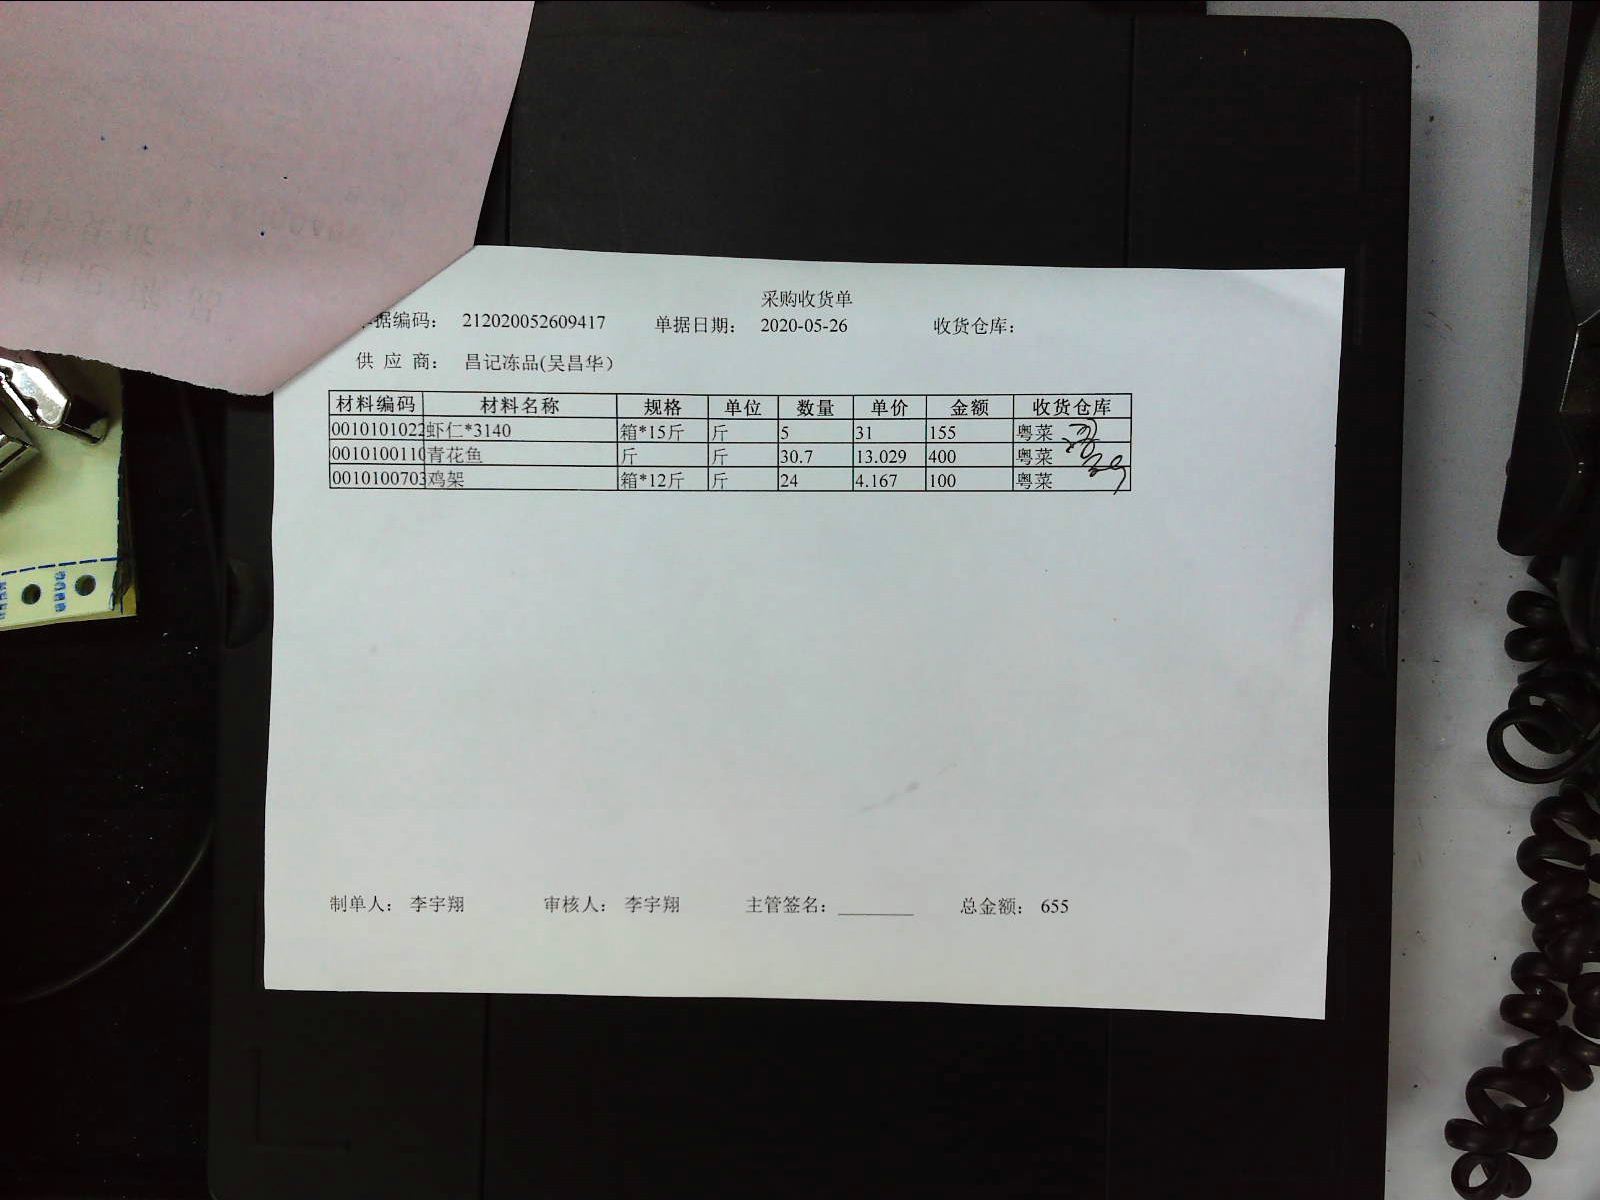 采购收货单
据编码： 212020052609417 单据日期： 2020-05-26 收货仓库：
供 应 商： 昌记冻品(吴昌华）
材料编码 材料名称 规格 单位 数量 单价 金额 收货仓库
0010101022 虾仁*3140 箱*15斤 斤 5 31 155 粤菜
0010100110 青花鱼 斤 斤 30.7 13.029 400 粤菜
0010100703 鸡架 箱*12斤 斤 24 4.167 100 粤菜
制单人： 李宇翔 审核人： 李宇翔 主管签名：________ 总金额： 655